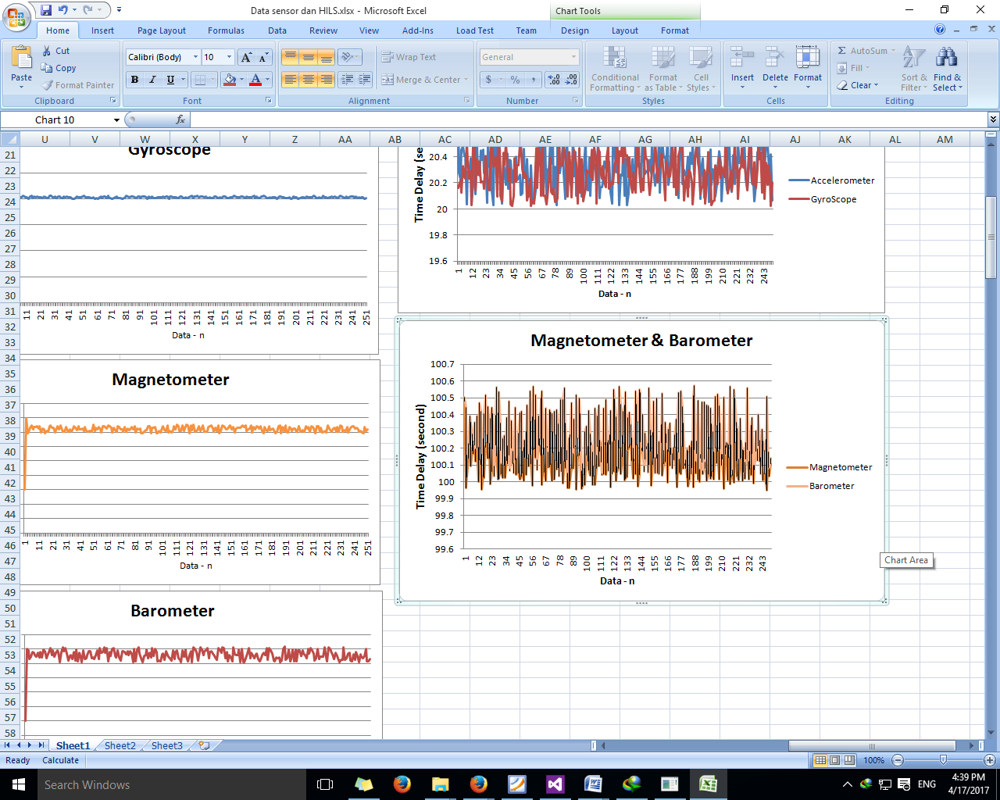 Data sensor dan HILS.xlsx - Microsoft Excel
Chart Tools
Home Insert Page Layout Formulas Data Review View Add-Ins Load Test Team Design Layout Format
Paste
Cut
Copy
Format Painter
Clipboard
Calibri (Body) 10
B I U
Font
Wrap Text
Merge & Center
Alignment
General
$ % ,
Number
Conditional Formatting
Format as Table
Cell Styles
Styles
Insert Delete Format
Cells
AutoSum
Fill
Clear
Sort & Filter
Find & Select
Editing
Chart 10
fx
U V W X Y Z AA AB AC AD AE AF AG AH AI AJ AK AL AM
21
22
23
24
25
26
27
28
29
30
31
32
33
34
35
36
37
38
39
40
41
42
43
44
45
46
47
48
49
50
51
52
53
54
55
56
57
58
Gyroscope
11 21 31 41 51 61 71 81 91 101 111 121 131 141 151 161 171 181 191 201 211 221 231 241 251
Data - n
Time Delay (se
20.4
20.2
20
19.8
19.6
1 12 23 34 45 56 67 78 89 100 111 122 133 144 155 166 177 188 199 210 221 232 243
Data - n
Accelerometer
GyroScope
Magnetometer
1 11 21 31 41 51 61 71 81 91 101 111 121 131 141 151 161 171 181 191 201 211 221 231 241 251
Data - n
Magnetometer & Barometer
Time Delay (second)
100.7
100.6
100.5
100.4
100.3
100.2
100.1
100
99.9
99.8
99.7
99.6
1 12 23 34 45 56 67 78 89 100 111 122 133 144 155 166 177 188 199 210 221 232 243
Data - n
Magnetometer
Barometer
Chart Area
Barometer
Sheet1 Sheet2 Sheet3
Ready Calculate
100%
Search Windows
ENG
4:39 PM
4/17/2017